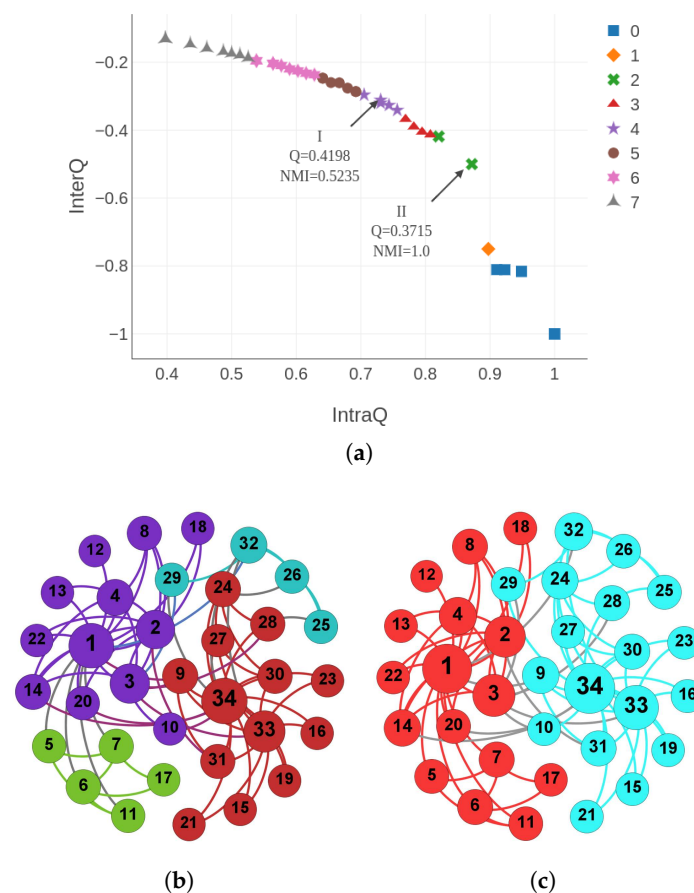 0
1
2
3
4
5
6
7
−0.2
−0.4
−0.6
−0.8
−1
InterQ
I
Q=0.4198
NMI=0.5235
II
Q=0.3715
NMI=1.0
0.4 0.5 0.6 0.7 0.8 0.9 1
IntraQ
(a)
8 18 32
12 29 24 26
13 4 28 25
22 1 2 27
14 3 9 30 23
20 34 33 16
5 7 10 31
6 17 19
11 21 15
(b)
18 32
8 26
12 29 24 25
13 4 28
22 1 2 27 30 23
14 3 9 34 33 16
20 10
5 7 31 19
6 17 15
11 21
(c)